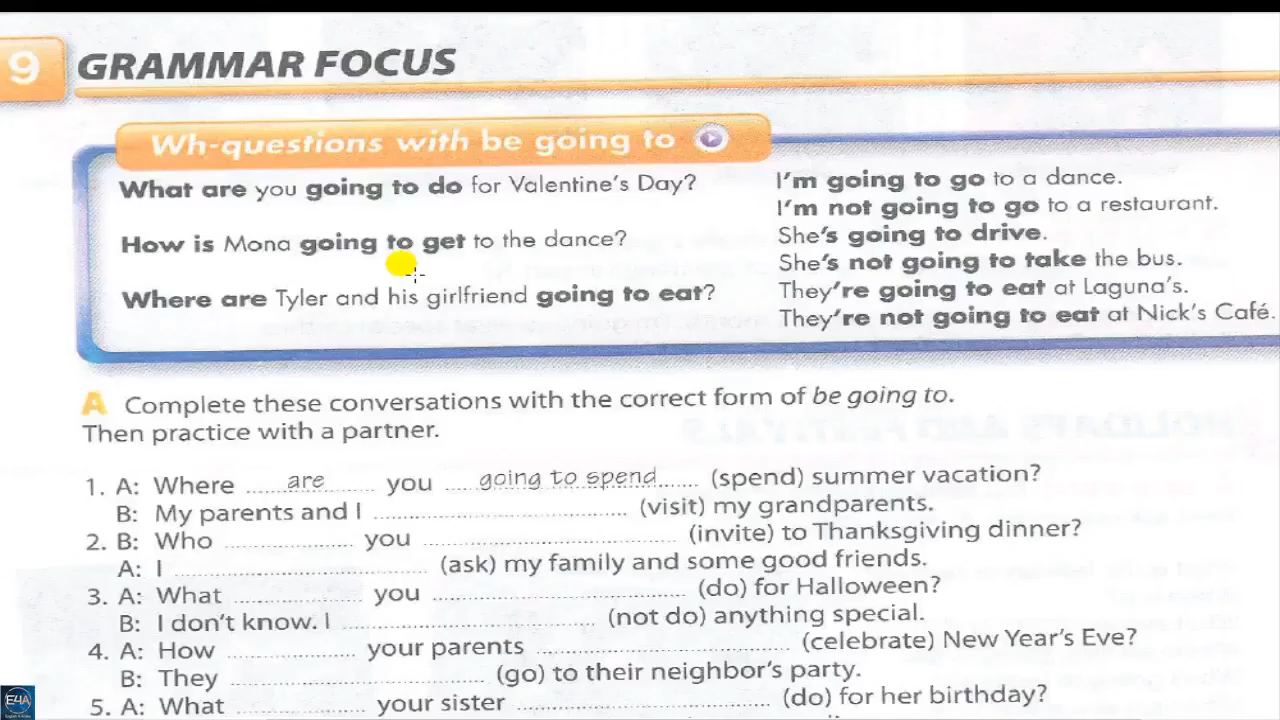 9 GRAMMAR FOCUS
Wh-questions with be going to
What are you going to do for Valentine's Day?
I'm going to go to a dance.
I'm not going to go to a restaurant.
How is Mona going to get to the dance?
She's going to drive.
She's not going to take the bus.
Where are Tyler and his girlfriend going to eat?
They're going to eat at Laguna's.
They're not going to eat at Nick's Café.
A Complete these conversations with the correct form of be going to.
Then practice with a partner.
1. A: Where are you going to spend (spend) summer vacation?
B: My parents and I (visit) my grandparents.
2. B: Who you (invite) to Thanksgiving dinner?
A: I (ask) my family and some good friends.
3. A: What you (do) for Halloween?
B: I don't know. I (not do) anything special.
4. A: How your parents (celebrate) New Year's Eve?
B: They (go) to their neighbor's party.
5. A: What your sister (do) for her birthday?
E4A